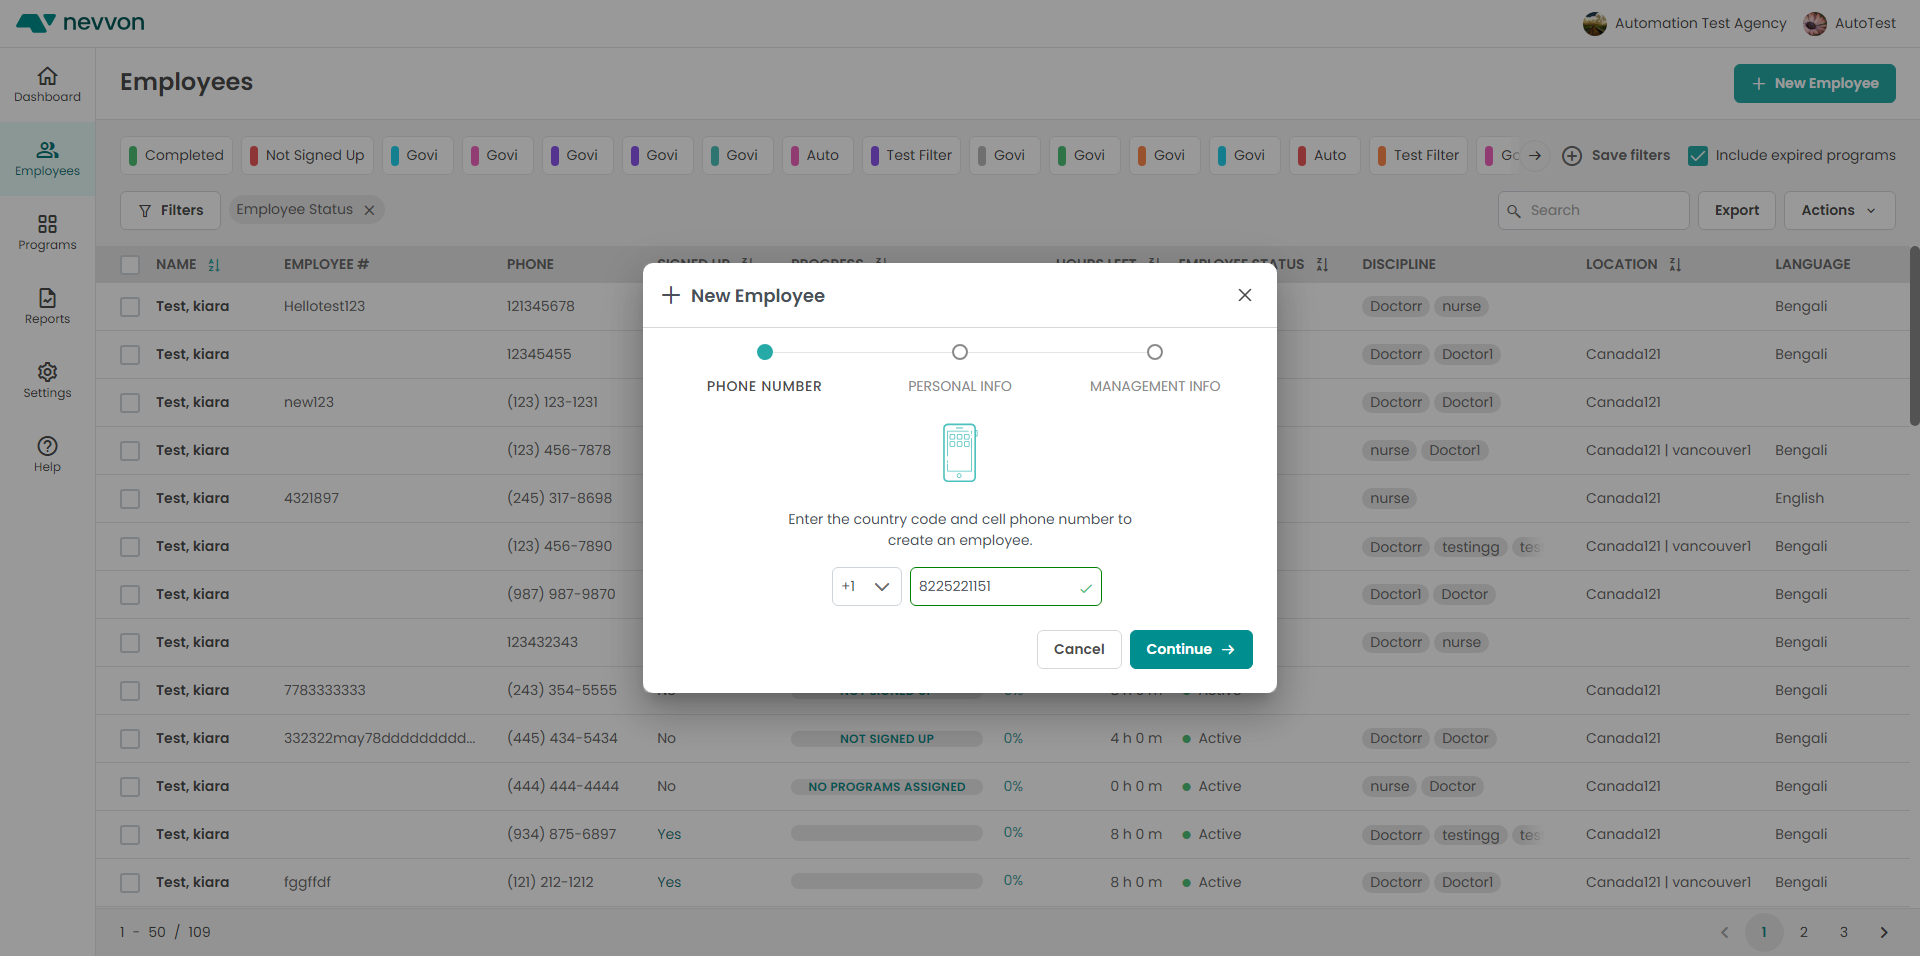 nevvon
Automation Test Agency AutoTest
Dashboard
Employees
Programs
Reports
Settings
Help
Employees
New Employee
Completed Not Signed Up Govi Govi Govi Govi Govi Auto Test Filter Govi Govi Govi Govi Auto Test Filter Save filters Include expired programs
Filters Employee Status Search Export Actions
NAME EMPLOYEE # PHONE SIGNED UP PROGRESS HOURS LEFT EMPLOYEE STATUS DISCIPLINE LOCATION LANGUAGE
Test, kiara Hellotest123 121345678 Doctorr nurse Bengali
Test, kiara 12345455 Doctorr Doctor1 Canada121 Bengali
Test, kiara new123 (123) 123-1231 Doctorr Doctor1 Canada121
Test, kiara (123) 456-7878 nurse Doctor1 Canada121 | vancouver1 Bengali
Test, kiara 4321897 (245) 317-8698 nurse Canada121 English
Test, kiara (123) 456-7890 Doctorr testingg tes Canada121 | vancouver1 Bengali
Test, kiara (987) 987-9870 Doctor1 Doctor Canada121 Bengali
Test, kiara 123432343 Doctorr nurse Bengali
Test, kiara 7783333333 (243) 354-5555 No NOT SIGNED UP 0% Active Canada121 Bengali
Test, kiara 332322may78ddddddddd... (445) 434-5434 No NOT SIGNED UP 0% 4 h 0 m Active Doctorr Doctor Canada121 Bengali
Test, kiara (444) 444-4444 No NO PROGRAMS ASSIGNED 0% 0 h 0 m Active nurse Doctor Canada121 Bengali
Test, kiara (934) 875-6897 Yes 0% 8 h 0 m Active Doctorr testingg tes Canada121 Bengali
Test, kiara fggffdf (121) 212-1212 Yes 0% 8 h 0 m Active Doctorr Doctor1 Canada121 | vancouver1 Bengali
1 - 50 / 109
1 2 3
New Employee
PHONE NUMBER PERSONAL INFO MANAGEMENT INFO
Enter the country code and cell phone number to
create an employee.
+1 8225221151
Cancel Continue